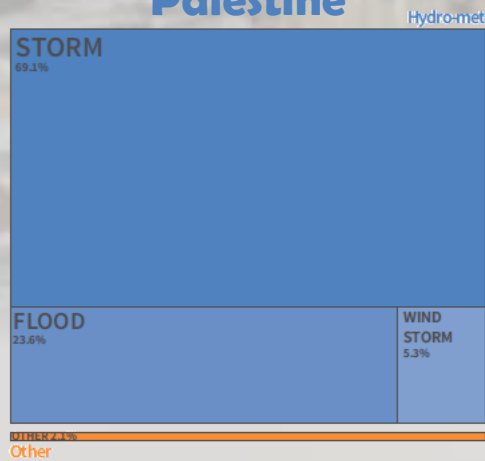 Palestine
Hydro-met
STORM
69.1%
FLOOD
23.6%
WIND
STORM
5.3%
OTHER 2.1%
Other